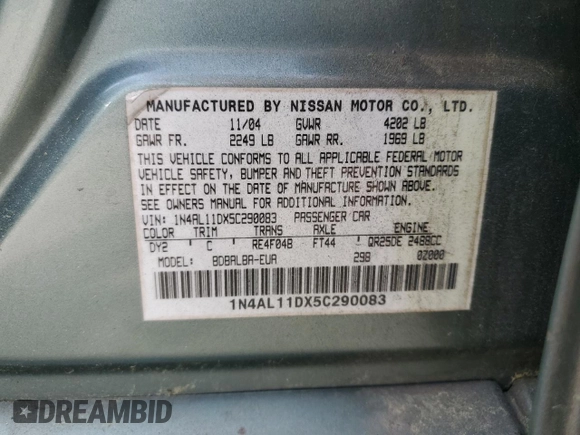 MANUFACTURED BY NISSAN MOTOR CO., LTD.
DATE 11/04 GVWR 4202 LB
GAWR FR. 2249 LB GAWR RR. 1969 LB
THIS VEHICLE CONFORMS TO ALL APPLICABLE FEDERAL MOTOR
VEHICLE SAFETY, BUMPER AND THEFT PREVENTION STANDARDS
IN EFFECT ON THE DATE OF MANUFACTURE SHOWN ABOVE.
SEE OWNERS MANUAL FOR ADDITIONAL INFORMATION.
VIN: 1N4AL11DX5C290083 PASSENGER CAR
COLOR TRIM TRANS AXLE ENGINE
DY2 C RE4F04B FT44 QR25DE 2488CC
MODEL: BDBALBA-EUA 298 0Z000
1N4AL11DX5C290083
DREAMBID